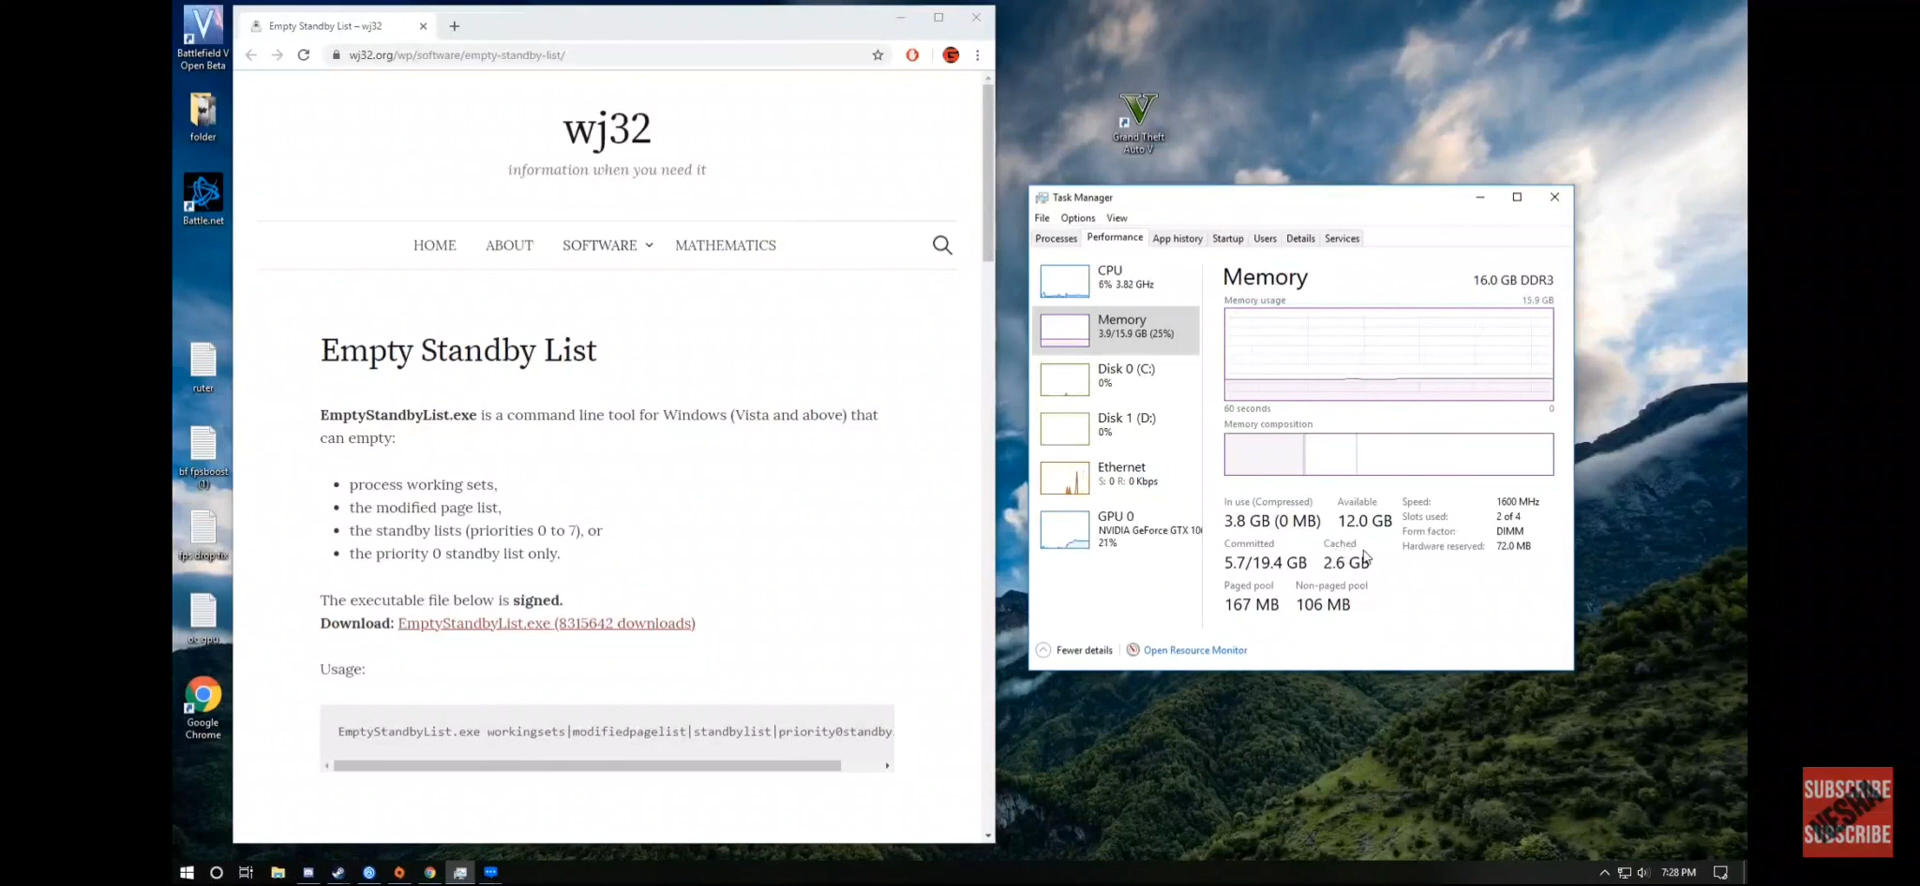 Battlefield V
Open Beta
folder
Battle.net
ruter
bf fpsboost
(1)
fps drop fix
oc gpu
Google
Chrome
Empty Standby List – wj32
wj32.org/wp/software/empty-standby-list/
wj32
information when you need it
HOME ABOUT SOFTWARE MATHEMATICS
Empty Standby List
EmptyStandbyList.exe is a command line tool for Windows (Vista and above) that
can empty:
• process working sets,
• the modified page list,
• the standby lists (priorities 0 to 7), or
• the priority 0 standby list only.
The executable file below is signed.
Download: EmptyStandbyList.exe (8315642 downloads)
Usage:
EmptyStandbyList.exe workingsets|modifiedpagelist|standbylist|priority0standby
Grand Theft
Auto V
Task Manager
File Options View
Processes Performance App history Startup Users Details Services
CPU
6% 3.82 GHz
Memory
3.9/15.9 GB (25%)
Disk 0 (C:)
0%
Disk 1 (D:)
0%
Ethernet
S: 0 R: 0 Kbps
GPU 0
NVIDIA GeForce GTX 106
21%
Memory 16.0 GB DDR3
Memory usage 15.9 GB
60 seconds 0
Memory composition
In use (Compressed) Available
3.8 GB (0 MB) 12.0 GB
Committed Cached
5.7/19.4 GB 2.6 GB
Paged pool Non-paged pool
167 MB 106 MB
Speed: 1600 MHz
Slots used: 2 of 4
Form factor: DIMM
Hardware reserved: 72.0 MB
Fewer details Open Resource Monitor
7:28 PM
SUBSCRIBE
SUBSCRIBE